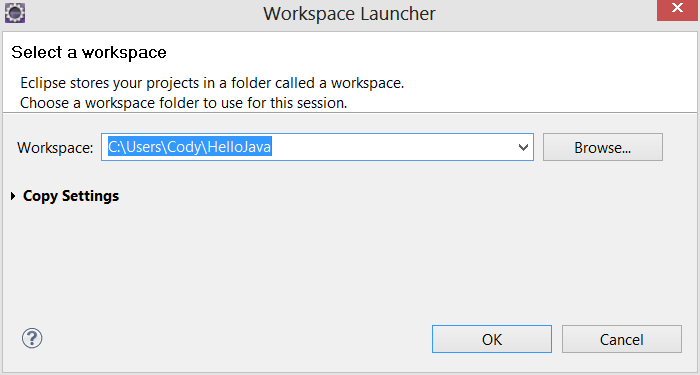 Workspace Launcher
Select a workspace
Eclipse stores your projects in a folder called a workspace.
Choose a workspace folder to use for this session.
Workspace: C:\Users\Cody\HelloJava Browse...
Copy Settings
? OK Cancel